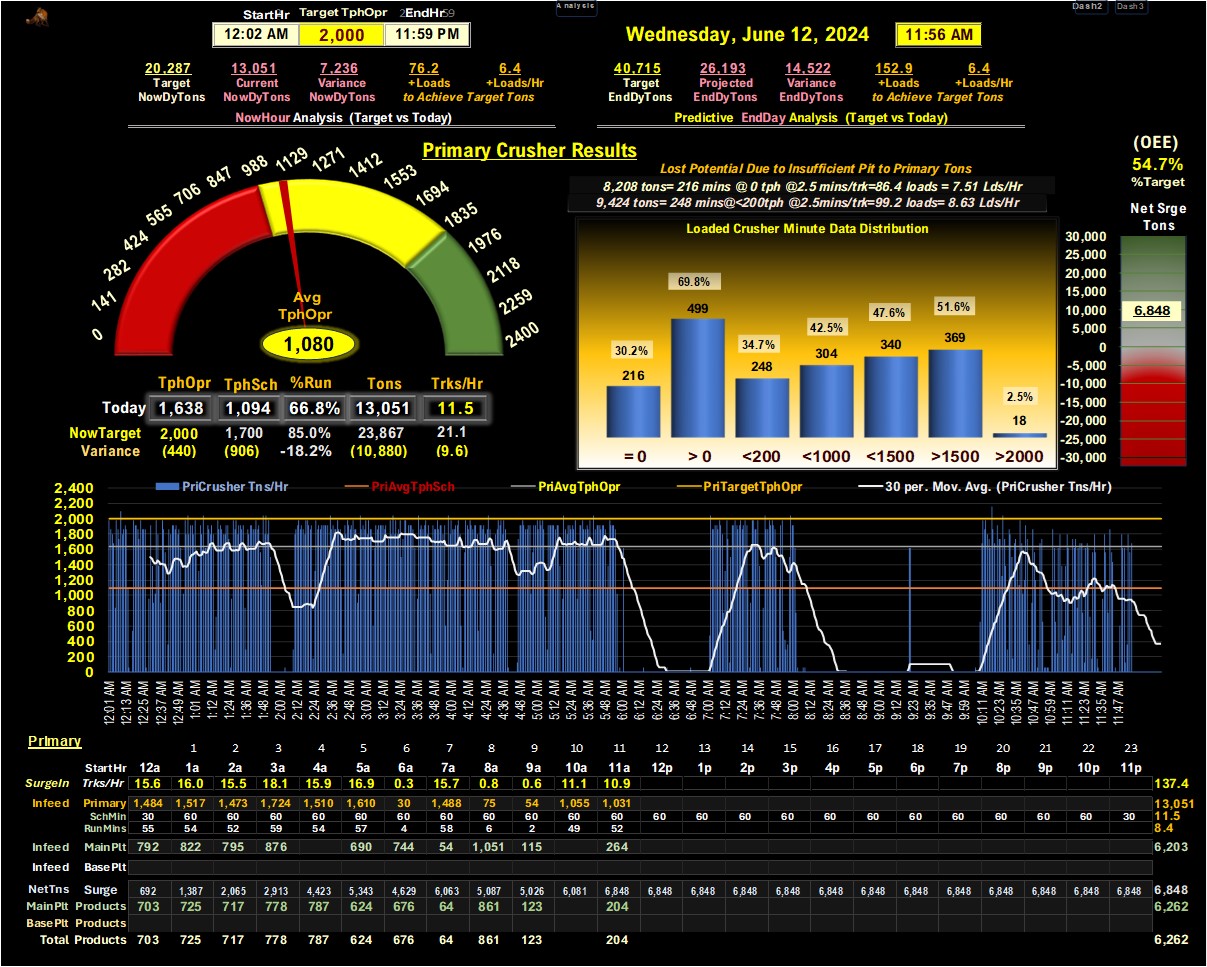 StartHr Target TphOpr EndHr
12:02 AM 2,000 11:59 PM
Analysis
Dash2 Dash3
Wednesday, June 12, 2024 11:56 AM
20,287 13,051 7,236 76.2 6.4
Target Current Variance +Loads +Loads/Hr
NowDyTons NowDyTons NowDyTons to Achieve Target Tons
NowHour Analysis (Target vs Today)
40,715 26,193 14,522 152.9 6.4
Target Projected Variance +Loads +Loads/Hr
EndDyTons EndDyTons EndDyTons to Achieve Target Tons
Predictive EndDay Analysis (Target vs Today)
Primary Crusher Results
0 141 282 424 565 706 847 988 1129 1271 1412 1553 1694 1835 1976 2118 2259 2400
Avg
TphOpr
1,080
TphOpr TphSch %Run Tons Trks/Hr
Today 1,638 1,094 66.8% 13,051 11.5
NowTarget 2,000 1,700 85.0% 23,867 21.1
Variance (440) (906) -18.2% (10,880) (9.6)
Lost Potential Due to Insufficient Pit to Primary Tons
8,208 tons= 216 mins @ 0 tph @2.5 mins/trk=86.4 loads = 7.51 Lds/Hr
9,424 tons= 248 mins@<200tph @2.5mins/trk=99.2 loads= 8.63 Lds/Hr
Loaded Crusher Minute Data Distribution
30.2% 69.8% 34.7% 42.5% 47.6% 51.6% 2.5%
216 499 248 304 340 369 18
= 0 > 0 <200 <1000 <1500 >1500 >2000
(OEE)
54.7%
%Target
Net Srge
Tons
30,000
25,000
20,000
15,000
10,000
5,000
0
-5,000
-10,000
-15,000
-20,000
-25,000
-30,000
6,848
PriCrusher Tns/Hr PriAvgTphSch PriAvgTphOpr PriTargetTphOpr 30 per. Mov. Avg. (PriCrusher Tns/Hr)
2,400
2,200
2,000
1,800
1,600
1,400
1,200
1,000
800
600
400
200
0
12:01 AM 12:13 AM 12:25 AM 12:37 AM 12:49 AM 1:01 AM 1:12 AM 1:24 AM 1:36 AM 1:48 AM 2:00 AM 2:12 AM 2:24 AM 2:36 AM 2:48 AM 3:00 AM 3:12 AM 3:24 AM 3:36 AM 3:48 AM 4:00 AM 4:12 AM 4:24 AM 4:36 AM 4:48 AM 5:00 AM 5:12 AM 5:24 AM 5:36 AM 5:48 AM 6:00 AM 6:12 AM 6:24 AM 6:36 AM 6:48 AM 7:00 AM 7:12 AM 7:24 AM 7:36 AM 7:48 AM 8:00 AM 8:12 AM 8:24 AM 8:36 AM 8:48 AM 9:00 AM 9:12 AM 9:23 AM 9:35 AM 9:47 AM 9:59 AM 10:11 AM 10:23 AM 10:35 AM 10:47 AM 10:59 AM 11:11 AM 11:23 AM 11:35 AM 11:47 AM
Primary
1 2 3 4 5 6 7 8 9 10 11 12 13 14 15 16 17 18 19 20 21 22 23
StartHr 12a 1a 2a 3a 4a 5a 6a 7a 8a 9a 10a 11a 12p 1p 2p 3p 4p 5p 6p 7p 8p 9p 10p 11p
SurgeIn Trks/Hr 15.6 16.0 15.5 18.1 15.9 16.9 0.3 15.7 0.8 0.6 11.1 10.9 137.4
Infeed Primary 1,484 1,517 1,473 1,724 1,510 1,610 30 1,488 75 54 1,055 1,031 13,051
SchMin 30 60 60 60 60 60 60 60 60 60 60 60 60 60 60 60 60 60 60 60 60 60 60 30 11.5
RunMins 55 54 52 59 54 57 4 58 6 2 49 52 8.4
Infeed MainPlt 792 822 795 876 690 744 54 1,051 115 264 6,203
Infeed BasePlt
NetTns Surge 692 1,387 2,065 2,913 4,423 5,343 4,629 6,063 5,087 5,026 6,081 6,848 6,848 6,848 6,848 6,848 6,848 6,848 6,848 6,848 6,848 6,848 6,848 6,848 6,848
MainPlt Products 703 725 717 778 787 624 676 64 861 123 204 6,262
BasePlt Products
Total Products 703 725 717 778 787 624 676 64 861 123 204 6,262